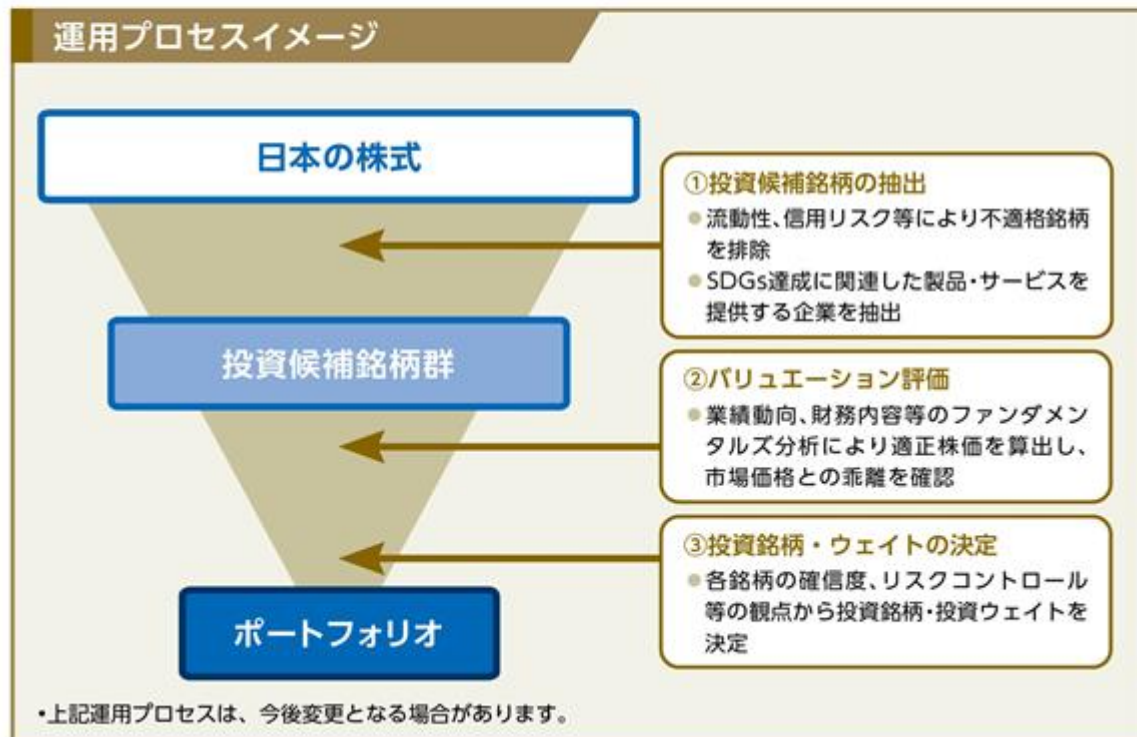 運用プロセスイメージ
日本の株式
①投資候補銘柄の抽出
●流動性、信用リスク等により不適格銘柄
を排除
●SDGs達成に関連した製品・サービスを
提供する企業を抽出
投資候補銘柄群
②バリュエーション評価
●業績動向、財務内容等のファンダメン
タルズ分析により適正株価を算出し、
市場価格との乖離を確認
③投資銘柄・ウェイトの決定
●各銘柄の確信度、リスクコントロール
等の観点から投資銘柄・投資ウェイトを
決定
ポートフォリオ
•上記運用プロセスは、今後変更となる場合があります。